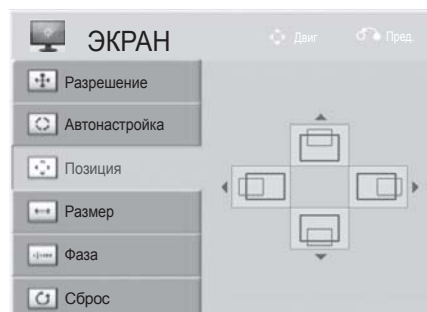 ЭКРАН
Двиг
Пред.
Разрешение
Автонастройка
Позиция
Размер
Фаза
Сброс